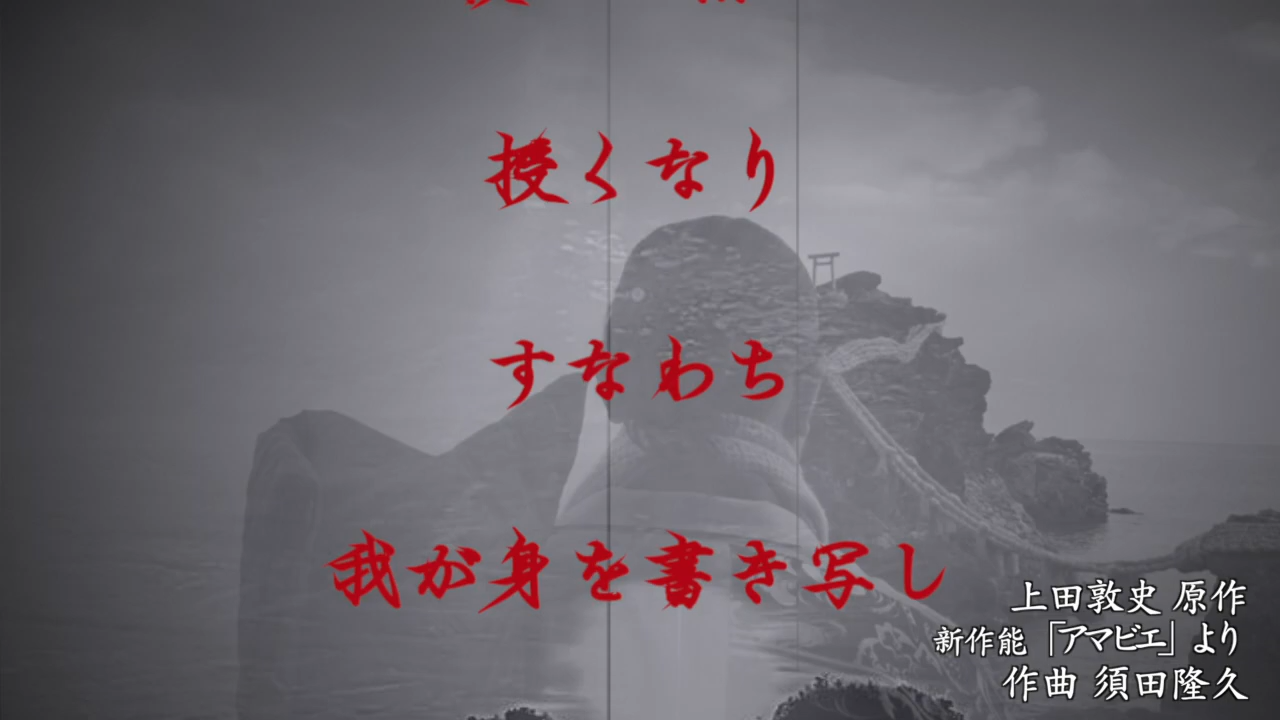 授くなり
すなわち
我が身を書き写し
上田敦史 原作
新作能「アマビエ」より
作曲 須田隆久